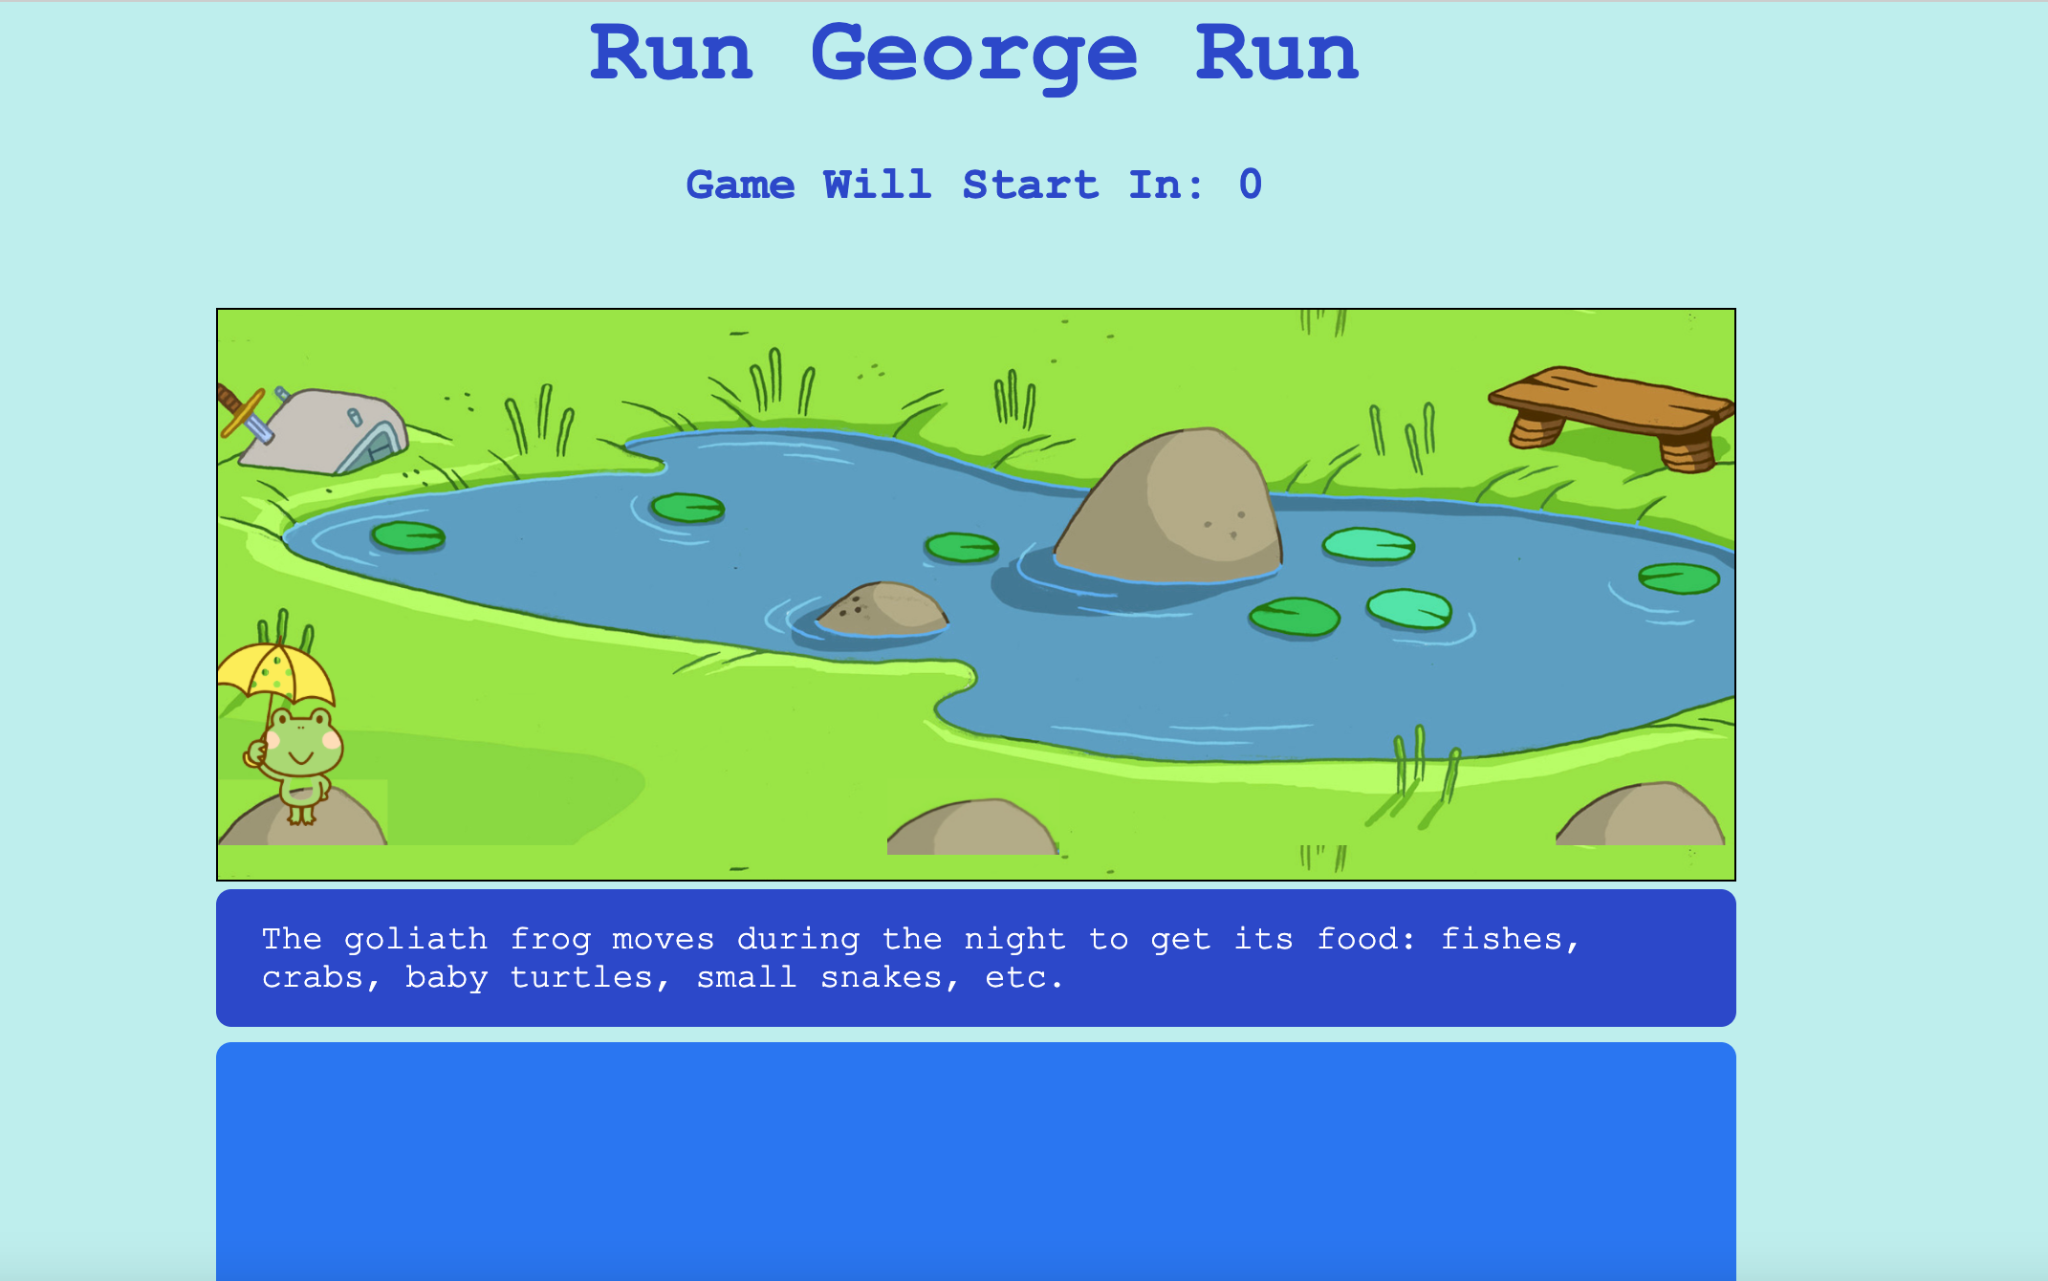 Run George Run
Game Will Start In: 0
The goliath frog moves during the night to get its food: fishes,
crabs, baby turtles, small snakes, etc.